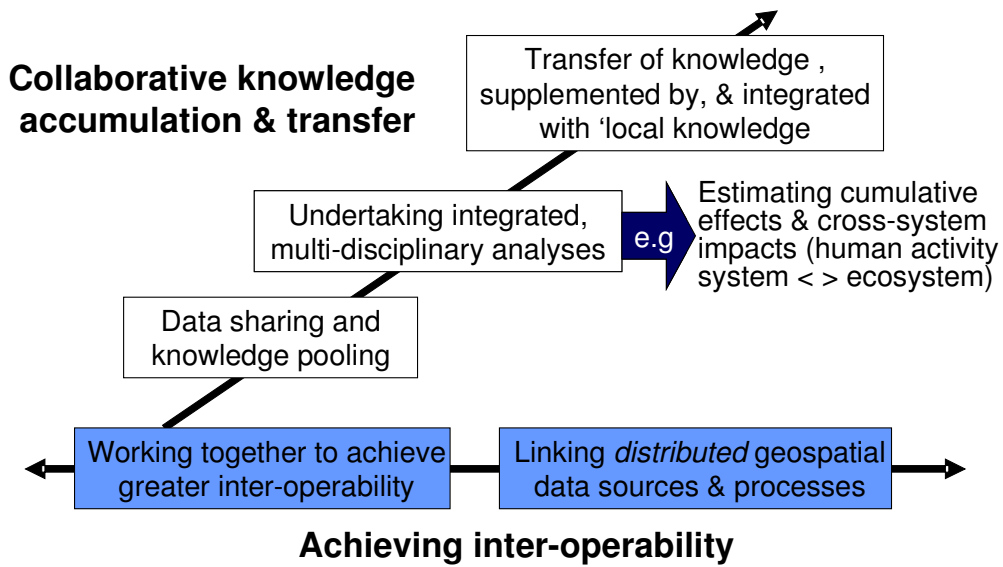 Collaborative knowledge
accumulation & transfer
Transfer of knowledge ,
supplemented by, & integrated
with ‘local knowledge
Undertaking integrated,
multi-disciplinary analyses
e.g
Estimating cumulative
effects & cross-system
impacts (human activity
system < > ecosystem)
Data sharing and
knowledge pooling
Working together to achieve
greater inter-operability
Linking distributed geospatial
data sources & processes
Achieving inter-operability